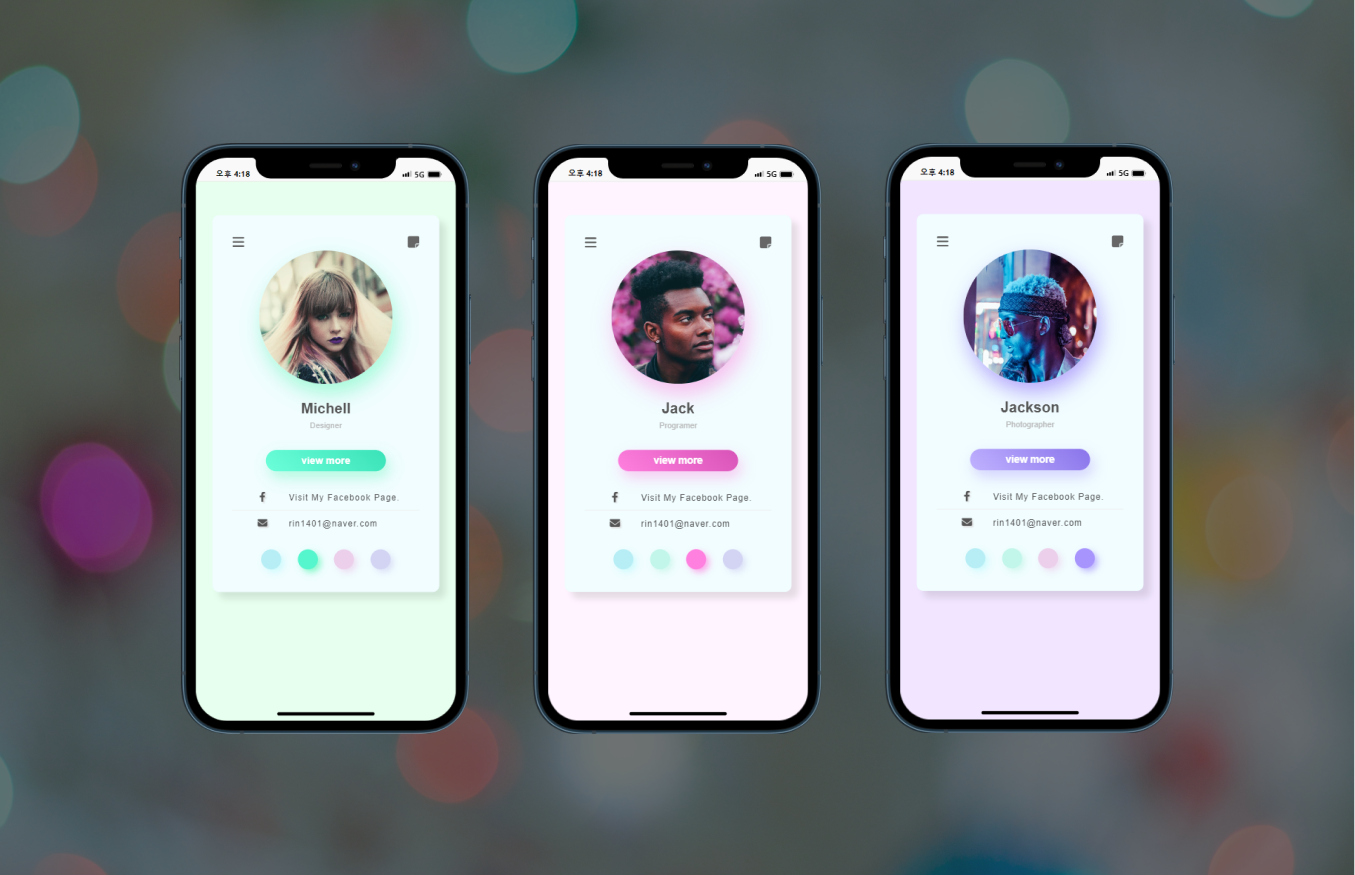 오후 4:18
5G
Michell
Designer
view more
Visit My Facebook Page.
rin1401@naver.com
오후 4:18
5G
Jack
Programer
view more
Visit My Facebook Page.
rin1401@naver.com
오후 4:18
5G
Jackson
Photographer
view more
Visit My Facebook Page.
rin1401@naver.com